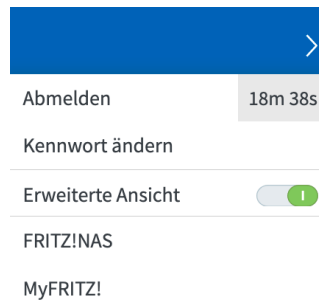 Abmelden 18m 38s
Kennwort ändern
Erweiterte Ansicht
FRITZ!NAS
MyFRITZ!